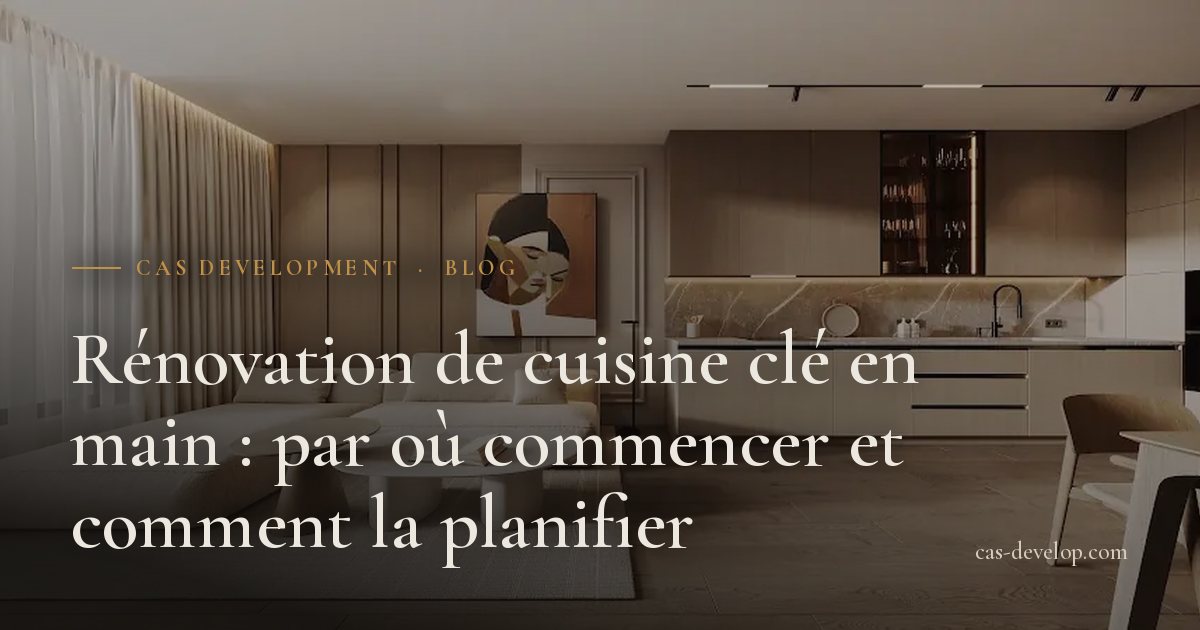 CAS DEVELOPMENT · BLOG
Rénovation de cuisine clé en
main : par où commencer et
comment la planifier
cas-develop.com